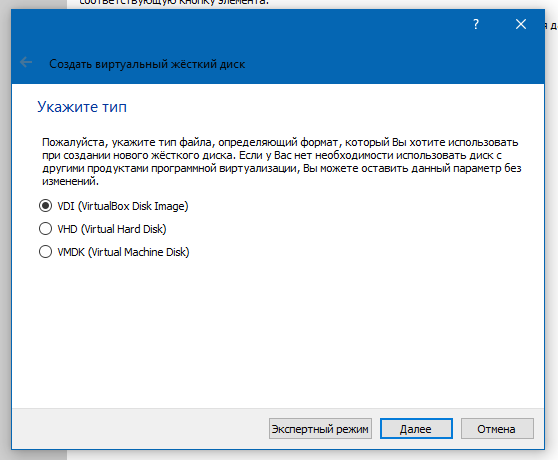 соответствующую кнопку элемента.
?
Создать виртуальный жёсткий диск
Укажите тип
Пожалуйста, укажите тип файла, определяющий формат, который Вы хотите использовать
при создании нового жёсткого диска. Если у Вас нет необходимости использовать диск с
другими продуктами программной виртуализации, Вы можете оставить данный параметр без
изменений.
VDI (VirtualBox Disk Image)
VHD (Virtual Hard Disk)
VMDK (Virtual Machine Disk)
Экспертный режим Далее Отмена